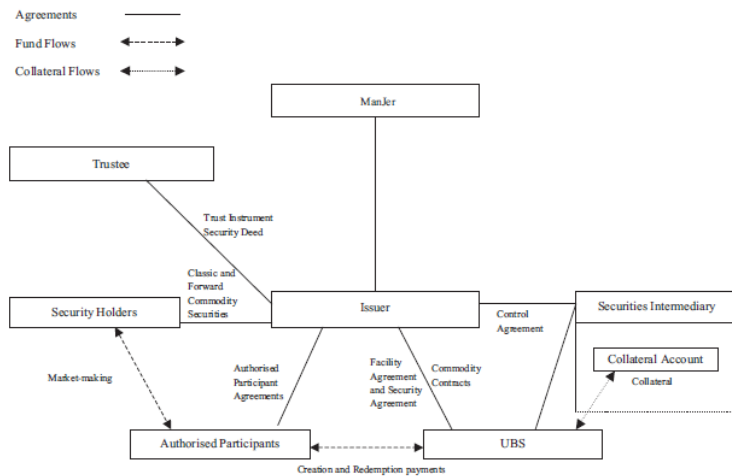 Agreements
Fund Flows
Collateral Flows
ManJer
Trustee
Trust Instrument
Security Deed
Classic and
Forward
Commodity
Securities
Security Holders
Issuer
Control
Agreement
Securities Intermediary
Collateral Account
Collateral
Market-making
Authorised
Participant
Agreements
Facility
Agreement
and Security
Agreement
Commodity
Contracts
Authorised Participants
UBS
Creation and Redemption payments